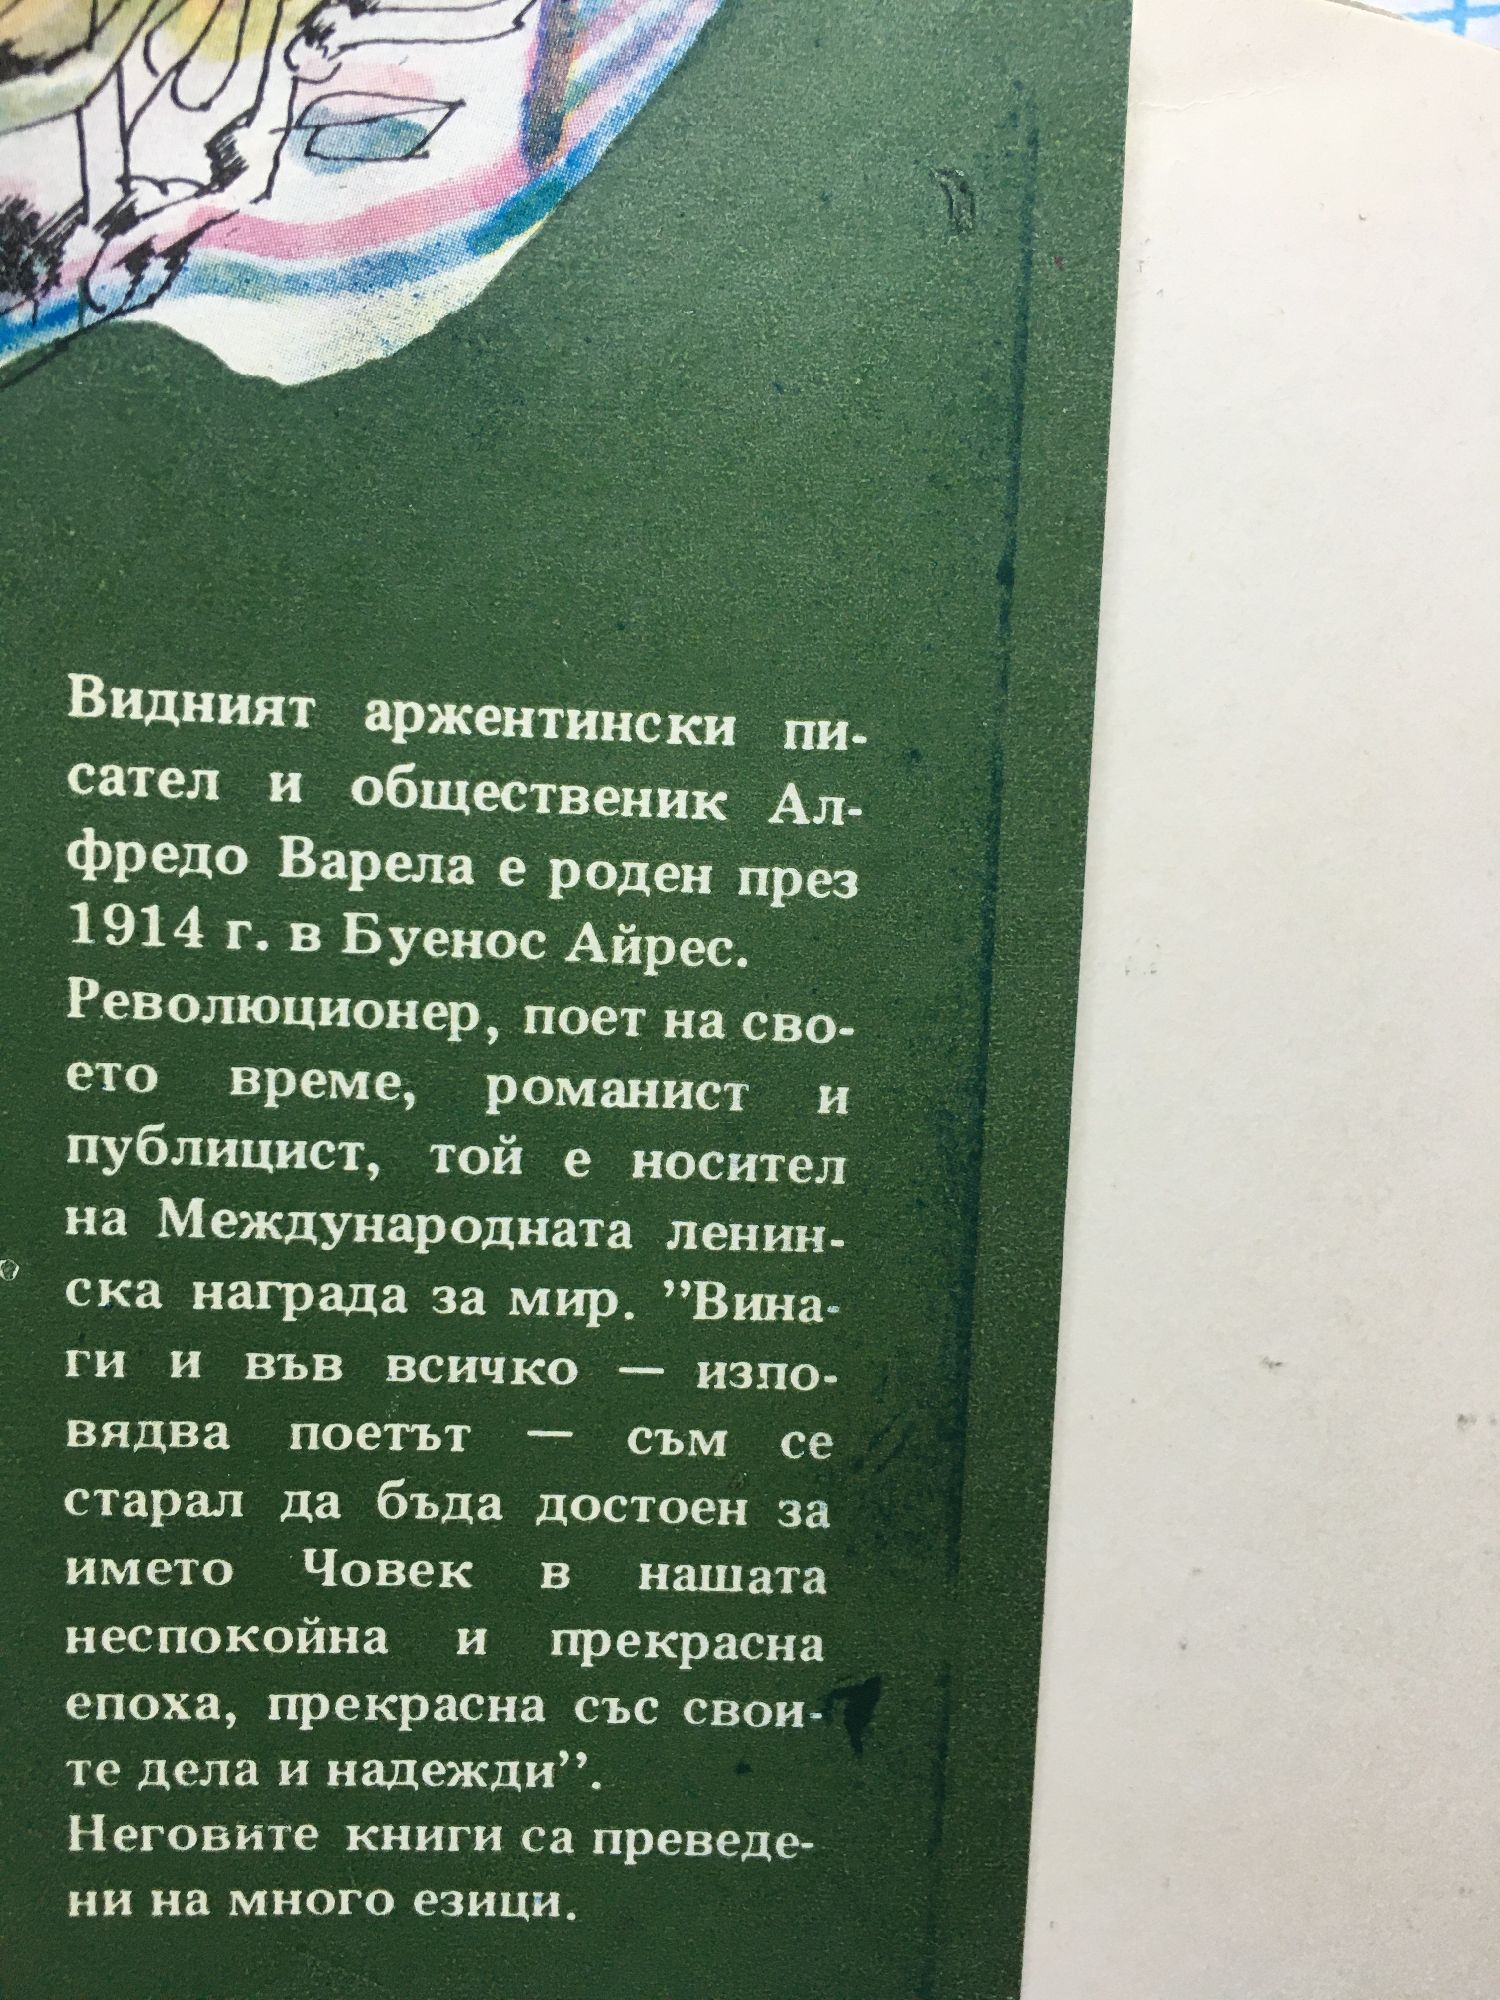 Видният аржентински пи-
сател и общественик Ал-
фредо Варела е роден през
1914 г. в Буенос Айрес.
Революционер, поет на сво-
ето време, романист и
публицист, той е носител
на Международната ленин-
ска награда за мир. ”Вина-
ги и във всичко — изпо-
вядва поетът — съм се
старал да бъда достоен за
името Човек в нашата
неспокойна и прекрасна
епоха, прекрасна със свои-
те дела и надежди”.
Неговите книги са преведе-
ни на много езици.